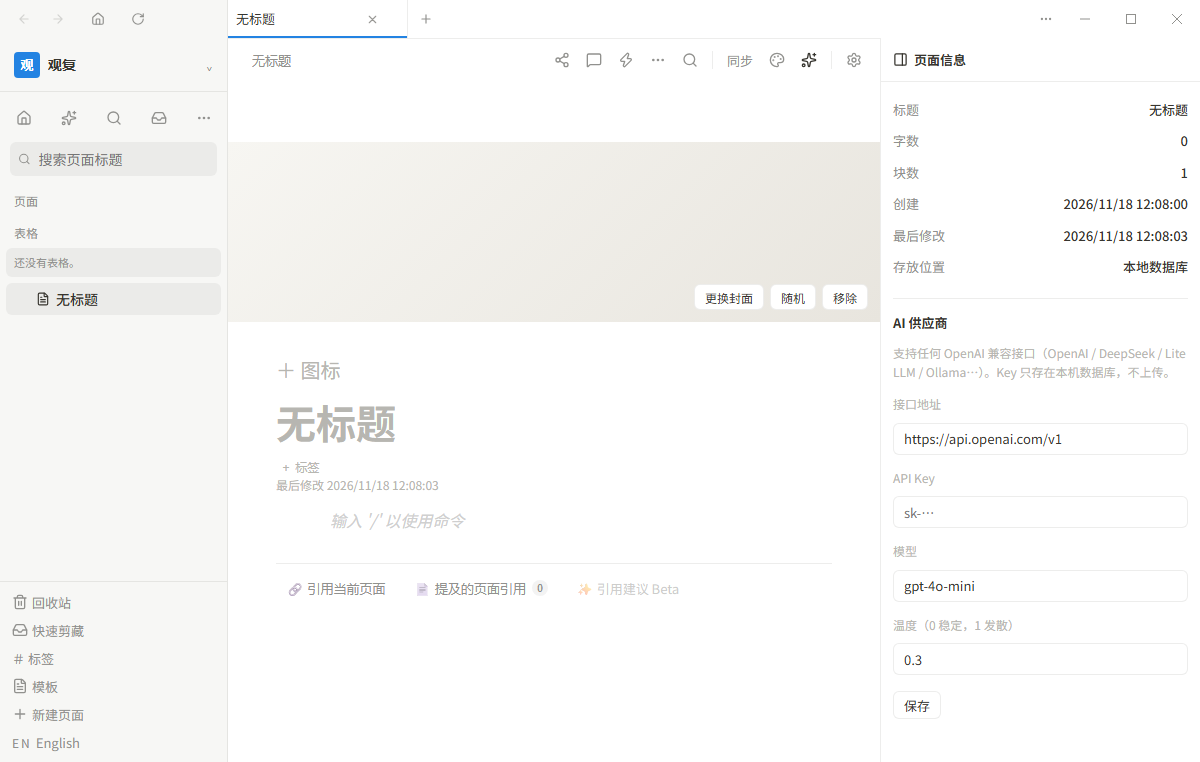 无标题
观 观复
无标题
同步
页面信息
搜索页面标题
页面
表格
还没有表格。
无标题
更换封面 随机 移除
+ 图标
无标题
+ 标签
最后修改 2026/11/18 12:08:03
输入 '/' 以使用命令
引用当前页面 提及的页面引用 0 引用建议 Beta
标题 无标题
字数 0
块数 1
创建 2026/11/18 12:08:00
最后修改 2026/11/18 12:08:03
存放位置 本地数据库
AI 供应商
支持任何 OpenAI 兼容接口（OpenAI / DeepSeek / Lite
LLM / Ollama…）。Key 只存在本机数据库，不上传。
接口地址
https://api.openai.com/v1
API Key
sk-…
模型
gpt-4o-mini
温度（0 稳定，1 发散）
0.3
保存
回收站
快速剪藏
# 标签
模板
+ 新建页面
EN English